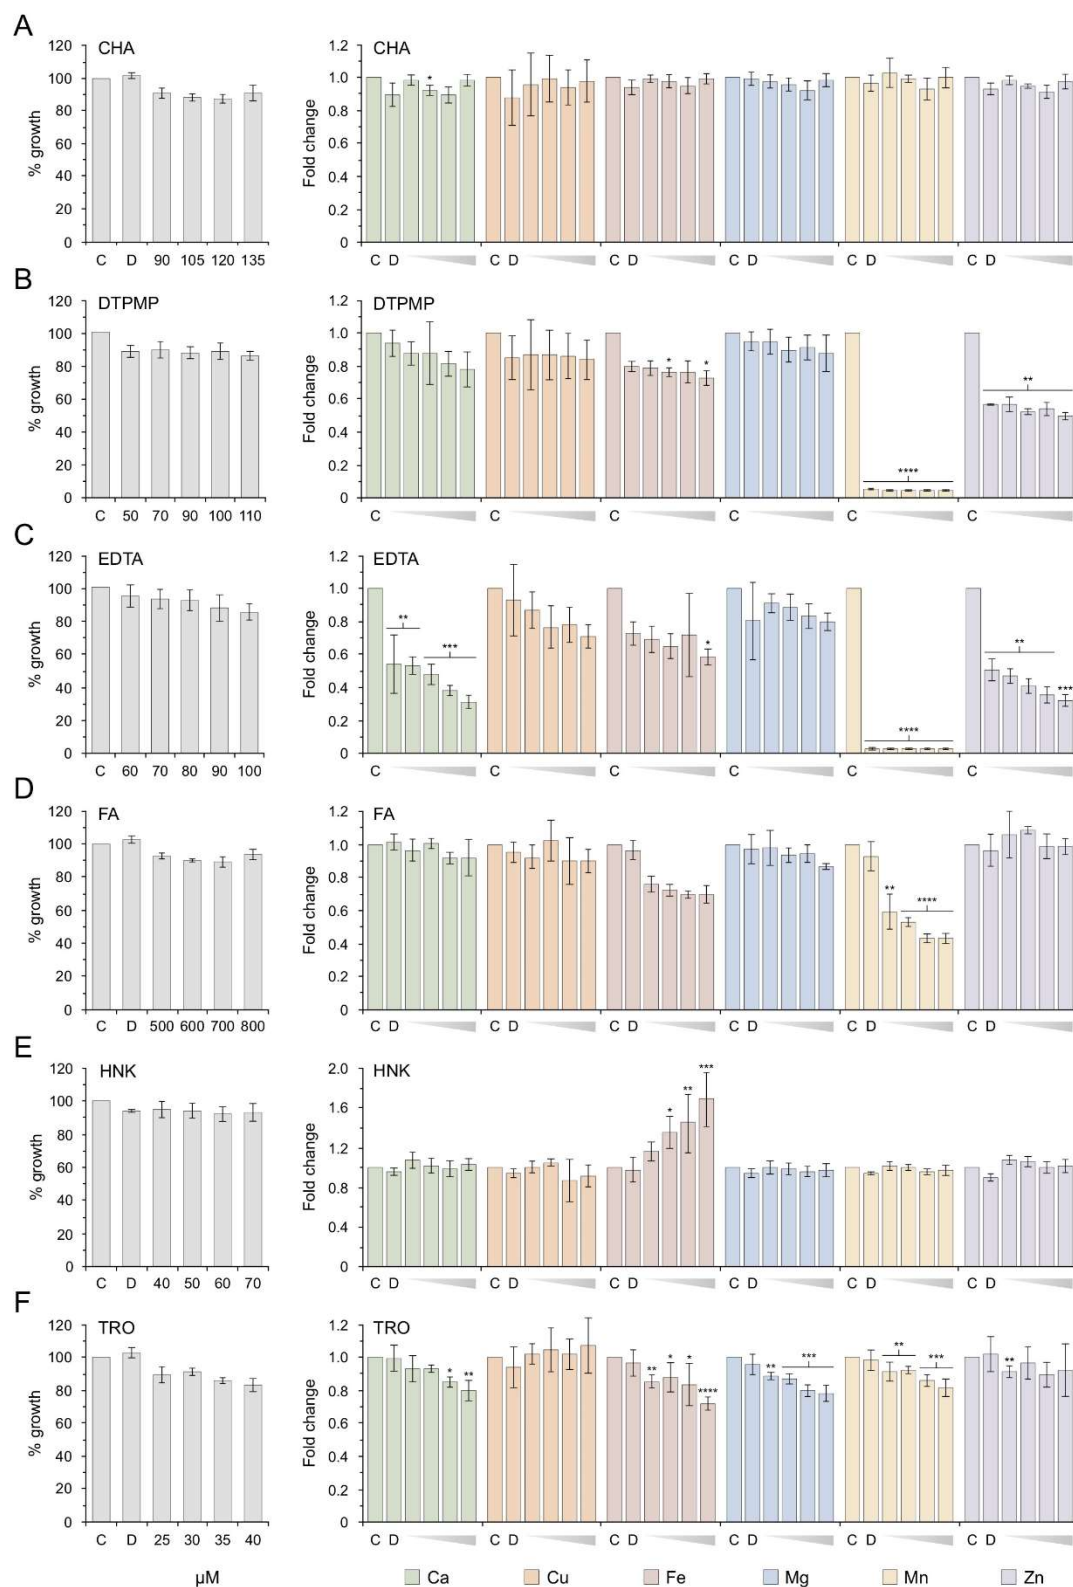 A
CHA
% growth
120
100
80
60
40
20
0
C D 90 105 120 135
CHA
Fold change
1.2
1.0
0.8
0.6
0.4
0.2
0
*
C D C D C D C D C D C D
B
DTPMP
% growth
120
100
80
60
40
20
0
C 50 70 90 100 110
DTPMP
Fold change
1.2
1.0
0.8
0.6
0.4
0.2
0
* * **** **
C C C C C C
C
EDTA
% growth
120
100
80
60
40
20
0
C 60 70 80 90 100
EDTA
Fold change
1.2
1.0
0.8
0.6
0.4
0.2
0
** *** * **** ** ***
C C C C C C
D
FA
% growth
120
100
80
60
40
20
0
C D 500 600 700 800
FA
Fold change
1.2
1.0
0.8
0.6
0.4
0.2
0
** ****
C D C D C D C D C D C D
E
HNK
% growth
120
100
80
60
40
20
0
C D 40 50 60 70
HNK
Fold change
2.0
1.6
1.2
1.0
0.8
0.4
0
* ** ***
C D C D C D C D C D C D
F
TRO
% growth
120
100
80
60
40
20
0
C D 25 30 35 40
TRO
Fold change
1.2
1.0
0.8
0.6
0.4
0.2
0
* ** ** * * **** ** *** ** *** **
C D C D C D C D C D C D
µM
Ca Cu Fe Mg Mn Zn